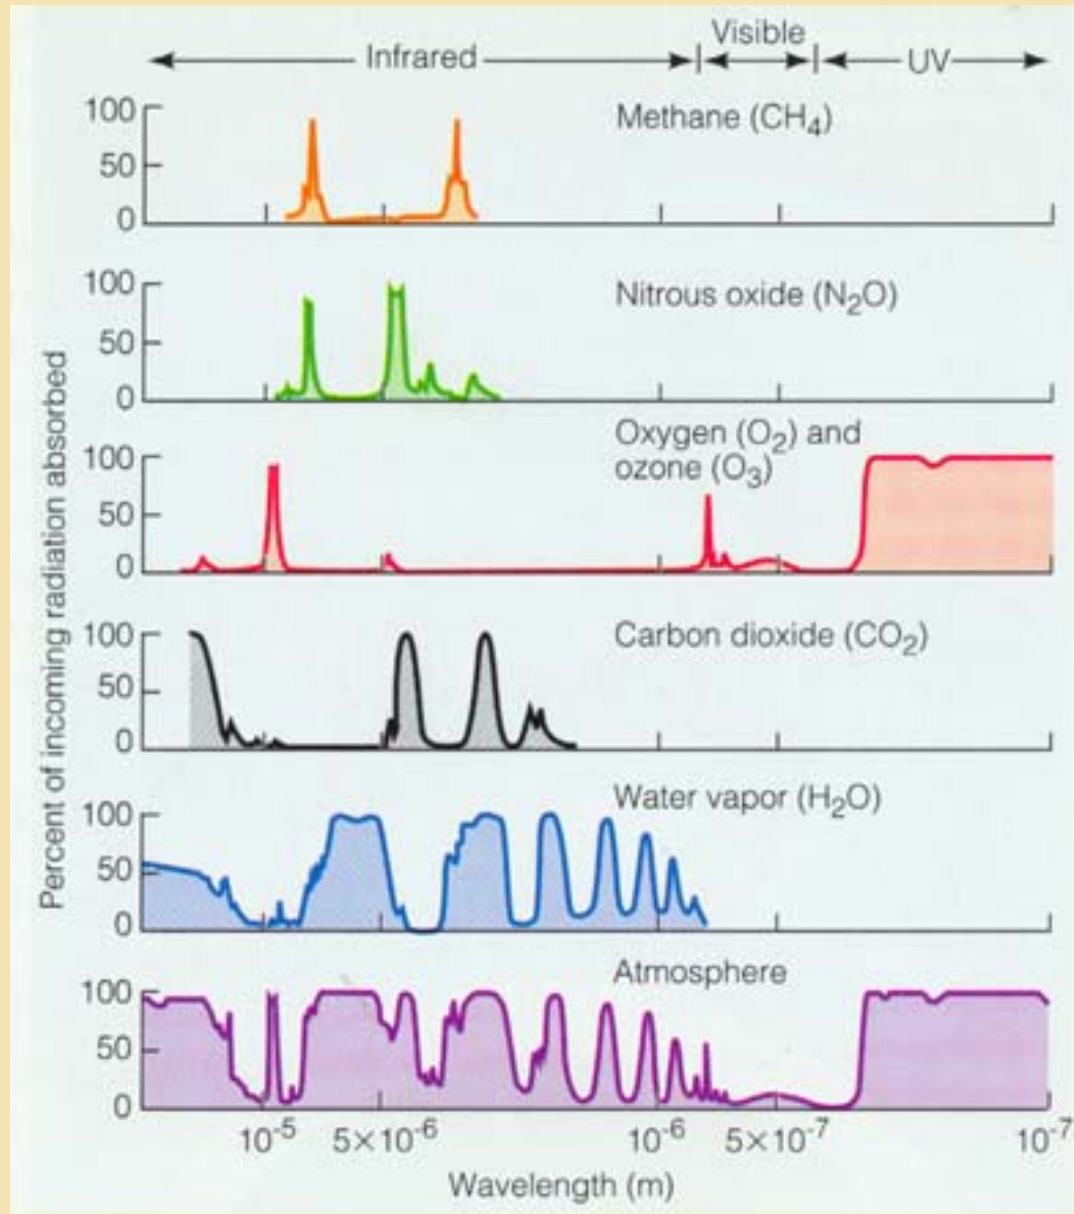 Visible
Infrared
UV
Methane (CH₄)
100
50
0
Nitrous oxide (N₂O)
100
50
0
Oxygen (O₂) and
ozone (O₃)
100
50
0
Carbon dioxide (CO₂)
100
50
0
Water vapor (H₂O)
100
50
0
Atmosphere
100
50
0
Percent of incoming radiation absorbed
10⁻⁵ 5×10⁻⁶ 10⁻⁶ 5×10⁻⁷ 10⁻⁷
Wavelength (m)